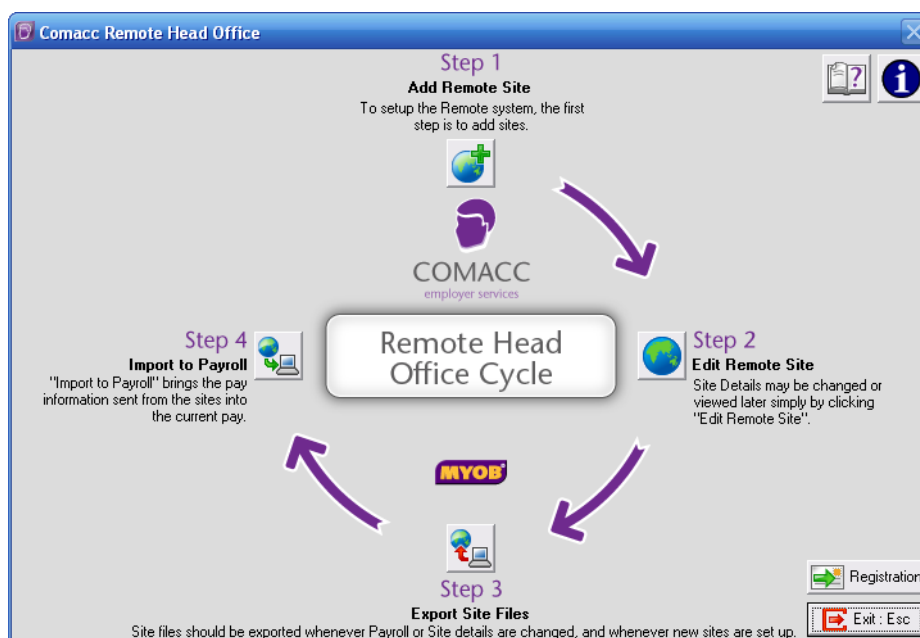 Comacc Remote Head Office
Step 1
Add Remote Site
To setup the Remote system, the first
step is to add sites.
COMACC
employer services
Remote Head
Office Cycle
Step 2
Edit Remote Site
Site Details may be changed or
viewed later simply by clicking
"Edit Remote Site".
Step 4
Import to Payroll
"Import to Payroll" brings the pay
information sent from the sites into
the current pay.
MYOB
Step 3
Export Site Files
Site files should be exported whenever Payroll or Site details are changed, and whenever new sites are set up.
Registration
Exit : Esc